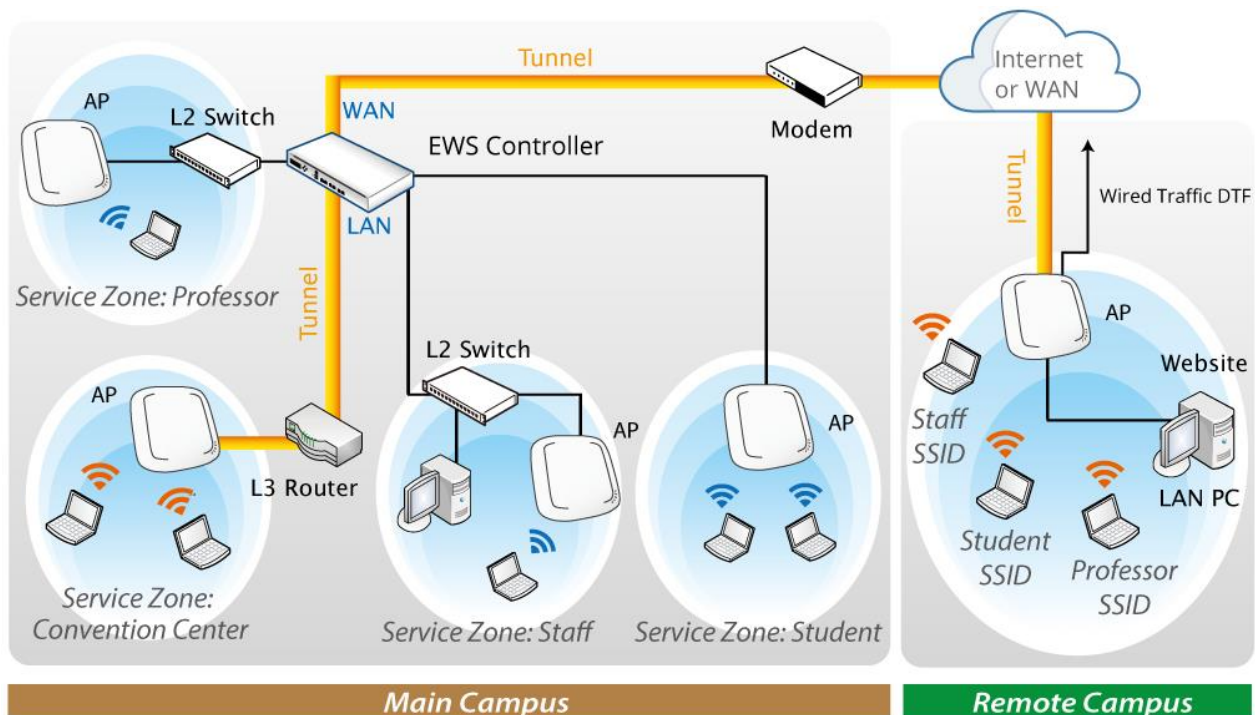 Tunnel
Internet
or WAN
AP
L2 Switch
WAN
Modem
EWS Controller
LAN
Service Zone: Professor
Tunnel
Tunnel
Wired Traffic DTF
AP
Website
LAN PC
Staff
SSID
Student
SSID
Professor
SSID
AP
L3 Router
Service Zone:
Convention Center
L2 Switch
AP
Service Zone: Staff
AP
Service Zone: Student
Main Campus
Remote Campus